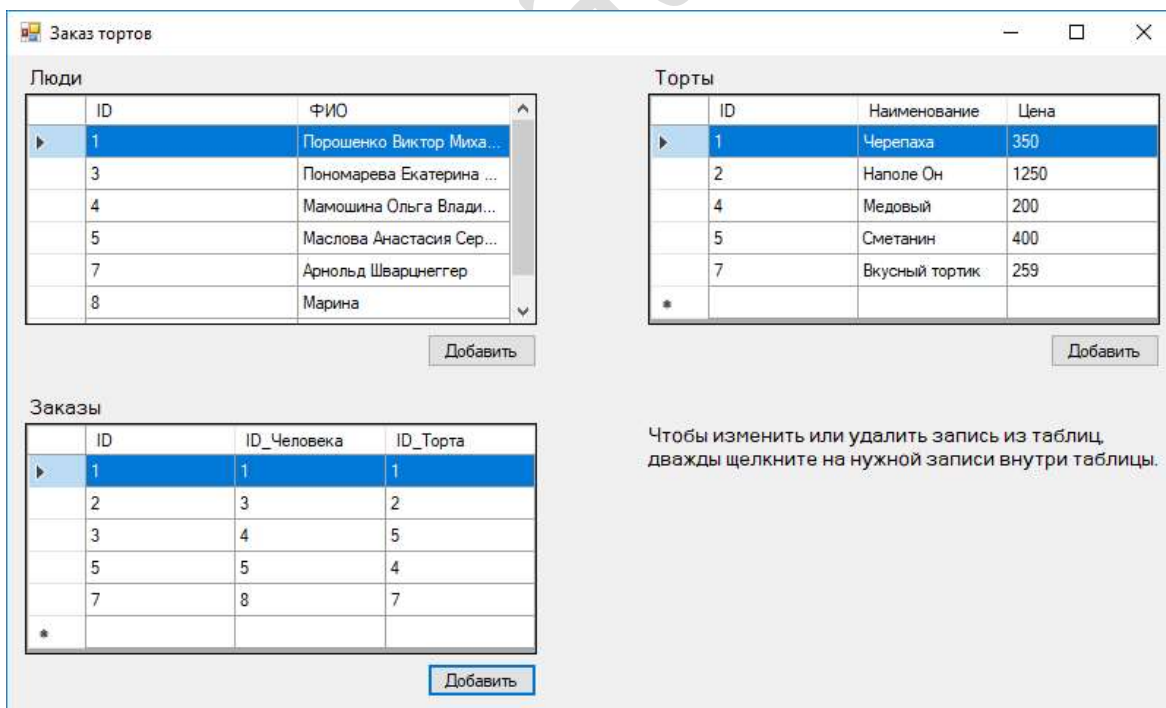 Заказ тортов
Люди
ID ФИО
1 Порошенко Виктор Миха...
3 Пономарева Екатерина ...
4 Мамошина Ольга Влади...
5 Маслова Анастасия Сер...
7 Арнольд Шварцнеггер
8 Марина
Добавить
Торты
ID Наименование Цена
1 Черепаха 350
2 Наполе Он 1250
4 Медовый 200
5 Сметанин 400
7 Вкусный тортик 259
Добавить
Заказы
ID ID_Человека ID_Торта
1 1 1
2 3 2
3 4 5
5 5 4
7 8 7
Добавить
Чтобы изменить или удалить запись из таблиц,
дважды щелкните на нужной записи внутри таблицы.